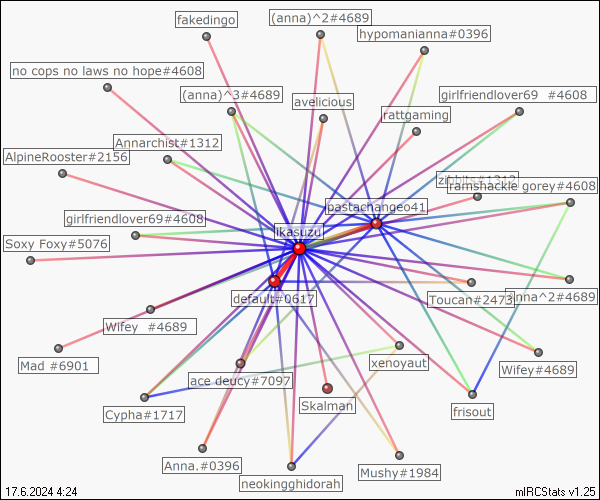 fakedingo
(anna)^2#4689
hypomanianna#0396
no cops no laws no hope#4608
(anna)^3#4689
avelicious
girlfriendlover69 #4608
rattgaming
Annarchist#1312
AlpineRooster#2156
ramshackle gorey#4608
pastachangeo41
girlfriendlover69#4608
ikasuzu
Soxy Foxy#5076
default#0617
Toucan#2473
anna^2#4689
Wifey #4689
Mad #6901
xenoyaut
Wifey#4689
ace deucy#7097
Skalman
frisout
Cypha#1717
Anna.#0396
Mushy#1984
neokingghidorah
17.6.2024 4:24
mIRCStats v1.25